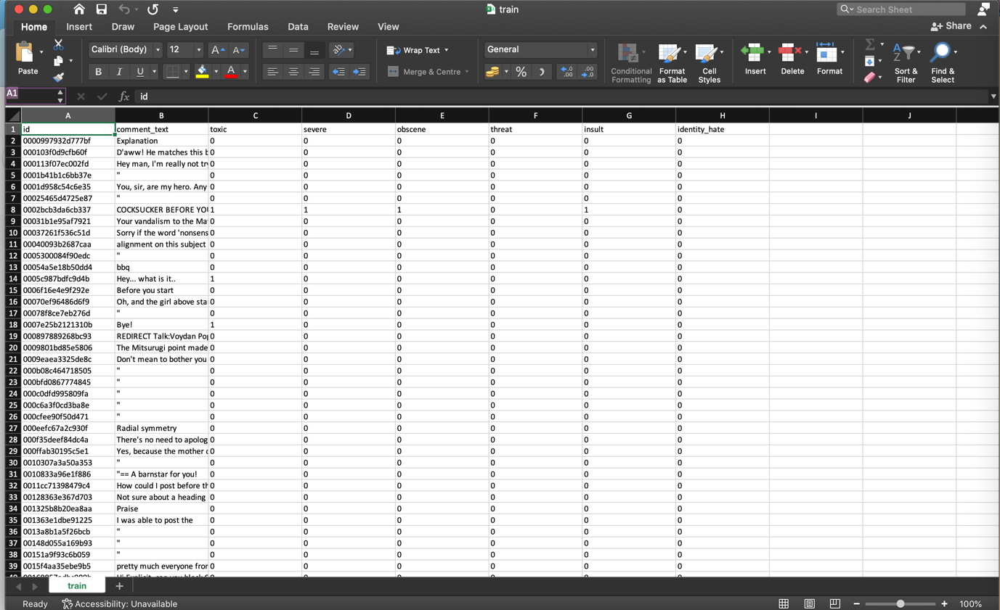 train
Search Sheet
Home Insert Draw Page Layout Formulas Data Review View Share
Paste
Calibri (Body) 12 A A
B I U A
Wrap Text
Merge & Centre
General
% .00 .00
Conditional Formatting
Format as Table
Cell Styles
Insert Delete Format
Sort & Filter
Find & Select
A1 fx id
A B C D E F G H I J
1 id comment_text toxic severe obscene threat insult identity_hate
2 0000997932d777bf Explanation 0 0 0 0 0 0
3 000103f0d9cfb60f D'aww! He matches this b 0 0 0 0 0 0
4 000113f07ec002fd Hey man, I'm really not try 0 0 0 0 0 0
5 0001b41b1c6bb37e " 0 0 0 0 0 0
6 0001d958c54c6e35 You, sir, are my hero. Any 0 0 0 0 0 0
7 00025465d4725e87 " 0 0 0 0 0 0
8 0002bcb3da6cb337 COCKSUCKER BEFORE YOU 1 1 1 0 1 0
9 00031b1e95af7921 Your vandalism to the Mat 0 0 0 0 0 0
10 00037261f536c51d Sorry if the word 'nonsens 0 0 0 0 0 0
11 00040093b2687caa alignment on this subject 0 0 0 0 0 0
12 0005300084f90edc " 0 0 0 0 0 0
13 00054a5e18b50dd4 bbq 0 0 0 0 0 0
14 0005c987bdfc9d4b Hey... what is it.. 1 0 0 0 0 0
15 0006f16e4e9f292e Before you start 0 0 0 0 0 0
16 00070ef96486d6f9 Oh, and the girl above sta 0 0 0 0 0 0
17 00078f8ce7eb276d " 0 0 0 0 0 0
18 0007e25b2121310b Bye! 1 0 0 0 0 0
19 000897889268bc93 REDIRECT Talk:Voydan Pop 0 0 0 0 0 0
20 0009801bd85e5806 The Mitsurugi point made 0 0 0 0 0 0
21 0009eaea3325de8c Don't mean to bother you 0 0 0 0 0 0
22 000b08c464718505 " 0 0 0 0 0 0
23 000bfd0867774845 " 0 0 0 0 0 0
24 000c0dfd995809fa " 0 0 0 0 0 0
25 000c6a3f0cd3ba8e " 0 0 0 0 0 0
26 000cfee90f50d471 " 0 0 0 0 0 0
27 000eefc67a2c930f Radial symmetry 0 0 0 0 0 0
28 000f35deef84dc4a There's no need to apolog 0 0 0 0 0 0
29 000ffab30195c5e1 Yes, because the mother c 0 0 0 0 0 0
30 0010307a3a50a353 " 0 0 0 0 0 0
31 0010833a96e1f886 "== A barnstar for you! 0 0 0 0 0 0
32 0011cc71398479c4 How could I post before th 0 0 0 0 0 0
33 00128363e367d703 Not sure about a heading 0 0 0 0 0 0
34 001325b8b20ea8aa Praise 0 0 0 0 0 0
35 001363e1dbe91225 I was able to post the 0 0 0 0 0 0
36 0013a8b1a5f26bcb " 0 0 0 0 0 0
37 00148d055a169b93 " 0 0 0 0 0 0
38 00151a9f93c6b059 " 0 0 0 0 0 0
39 0015f4aa35ebe9b5 pretty much everyone fror 0 0 0 0 0 0
train
Ready Accessibility: Unavailable 100%